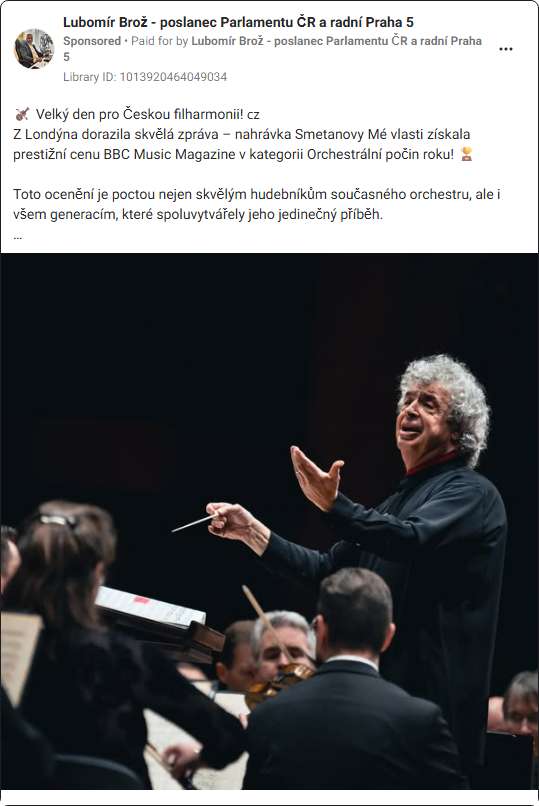 Lubomír Brož - poslanec Parlamentu ČR a radní Praha 5
Sponsored • Paid for by Lubomír Brož - poslanec Parlamentu ČR a radní Praha
5
Library ID: 1013920464049034
🎻 Velký den pro Českou filharmonii! cz
Z Londýna dorazila skvělá zpráva – nahrávka Smetanovy Mé vlasti získala
prestižní cenu BBC Music Magazine v kategorii Orchestrální počin roku! 🏆
Toto ocenění je poctou nejen skvělým hudebníkům současného orchestru, ale i
všem generacím, které spoluvytvářely jeho jedinečný příběh.
...